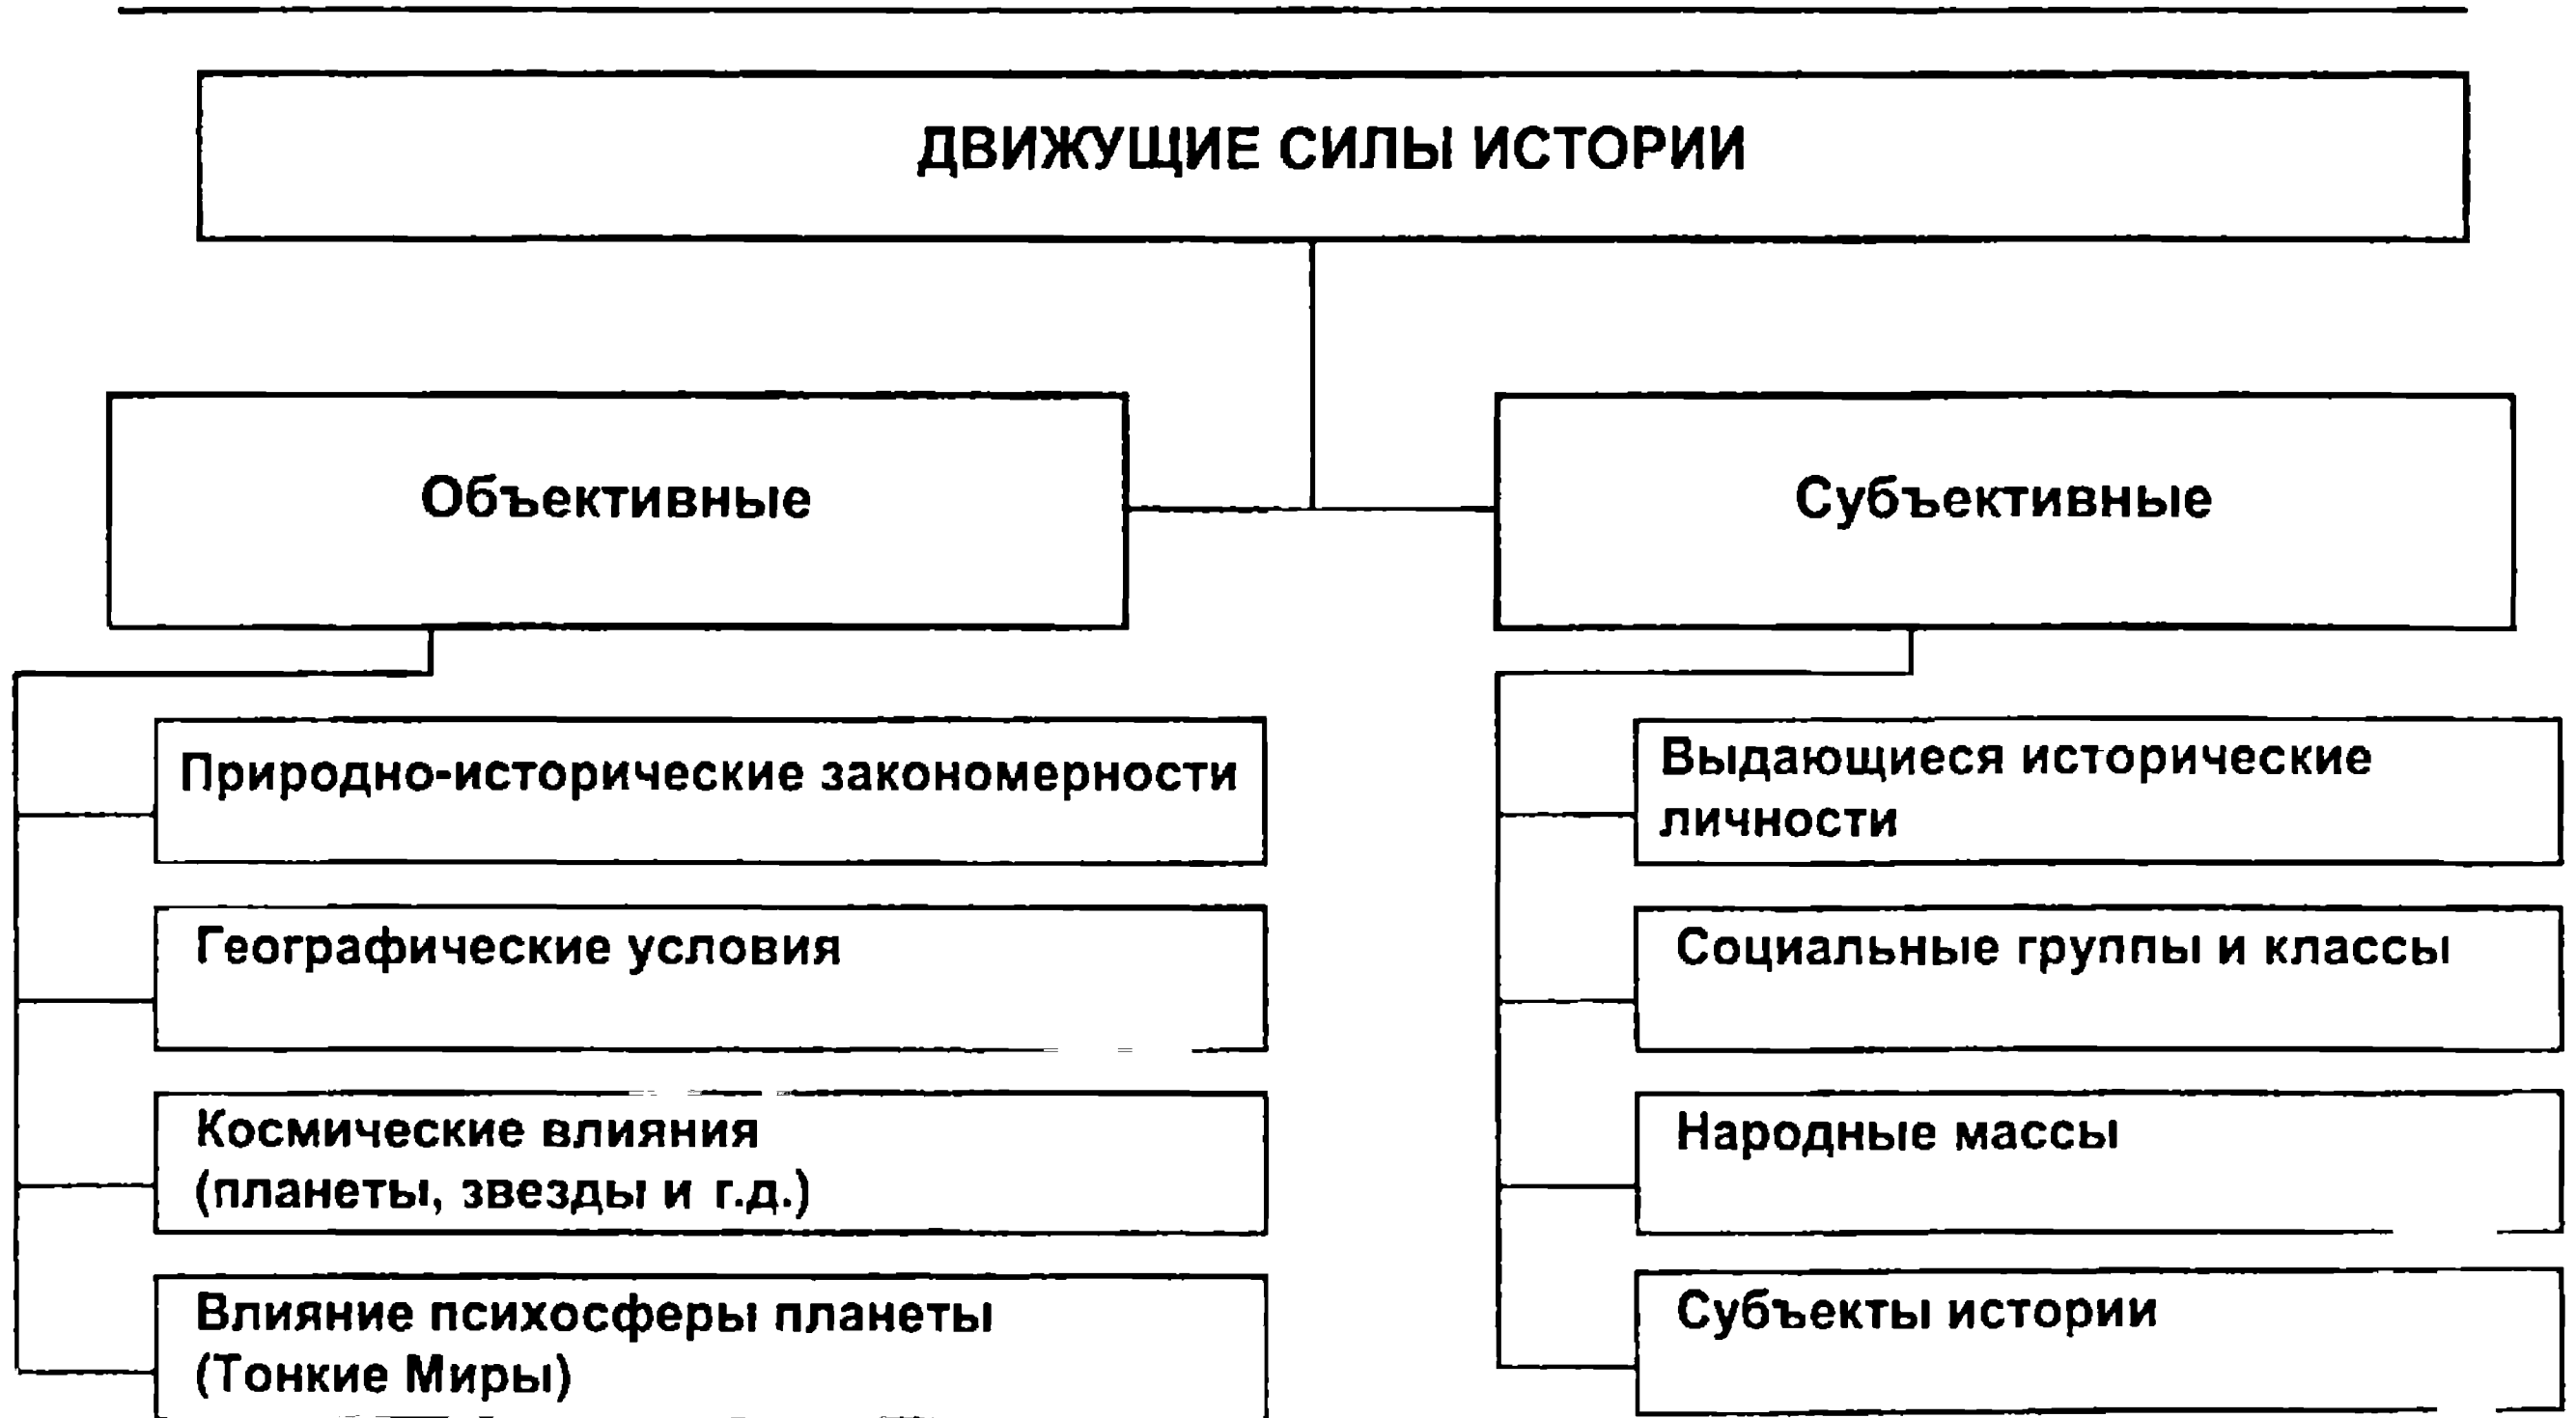 ДВИЖУЩИЕ СИЛЫ ИСТОРИИ
Объективные
Субъективные
Природно-исторические закономерности
Географические условия
Космические влияния
(планеты, звезды и г.д.)
Влияние психосферы планеты
(Тонкие Миры)
Выдающиеся исторические
личности
Социальные группы и классы
Народные массы
Субъекты истории